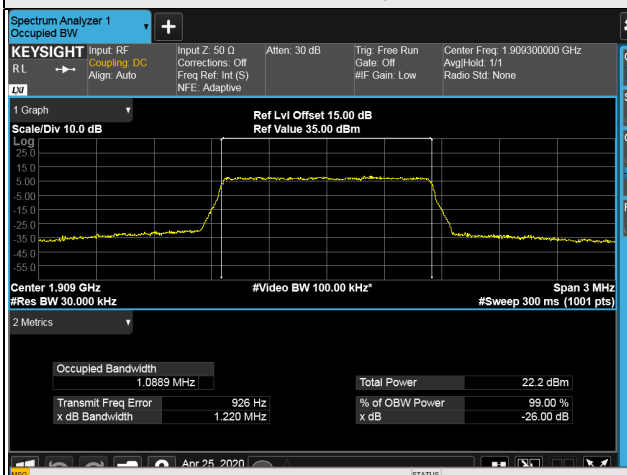 Spectrum Analyzer 1
Occupied BW
+
KEYSIGHT Input: RF Input Z: 50 Ω Atten: 30 dB Trig: Free Run Center Freq: 1.909300000 GHz
RL Coupling: DC Corrections: Off Gate: Off Avg|Hold: 1/1
Align: Auto Freq Ref: Int (S) #IF Gain: Low Radio Std: None
LXI NFE: Adaptive
1 Graph
Ref Lvl Offset 15.00 dB
Scale/Div 10.0 dB Ref Value 35.00 dBm
Log
25.0
15.0
5.00
-5.00
-15.0
-25.0
-35.0
-45.0
-55.0
Center 1.909 GHz #Video BW 100.00 kHz* Span 3 MHz
#Res BW 30.000 kHz #Sweep 300 ms (1001 pts)
2 Metrics
Occupied Bandwidth
1.0889 MHz Total Power 22.2 dBm
Transmit Freq Error 926 Hz % of OBW Power 99.00 %
x dB Bandwidth 1.220 MHz x dB -26.00 dB
Apr 25, 2020
MSG STATUS